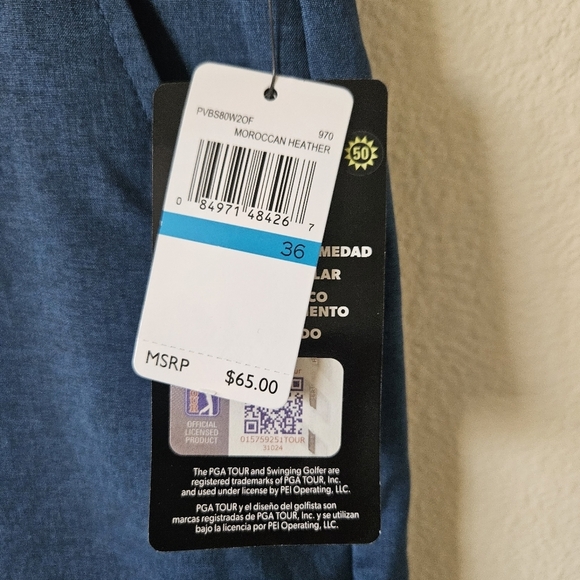 PVBS80W2OF 970
MOROCCAN HEATHER
0 84971 48426 7
36
MSRP $65.00
50
MEDAD
LAR
CO
IENTO
DO
OFFICIAL
LICENSED
PRODUCT
015759251TOUR
31024
The PGA TOUR and Swinging Golfer are
registered trademarks of PGA TOUR, Inc.
and used under license by PEI Operating, LLC.
PGA TOUR y el diseño del golfista son
marcas registradas de PGA TOUR, Inc. y se utilizan
bajo la licencia por PEI Operating, LLC.